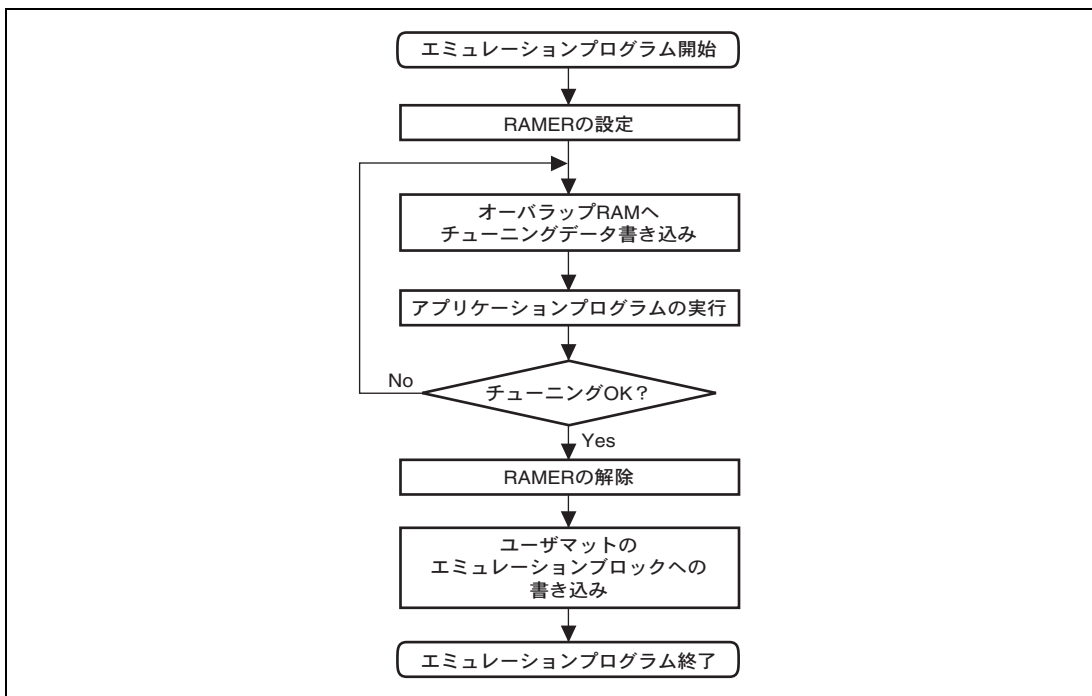 エミュレーションプログラム開始
RAMERの設定
オーバラップRAMへ
チューニングデータ書き込み
アプリケーションプログラムの実行
チューニングOK？
No
Yes
RAMERの解除
ユーザマットの
エミュレーションブロックへの
書き込み
エミュレーションプログラム終了